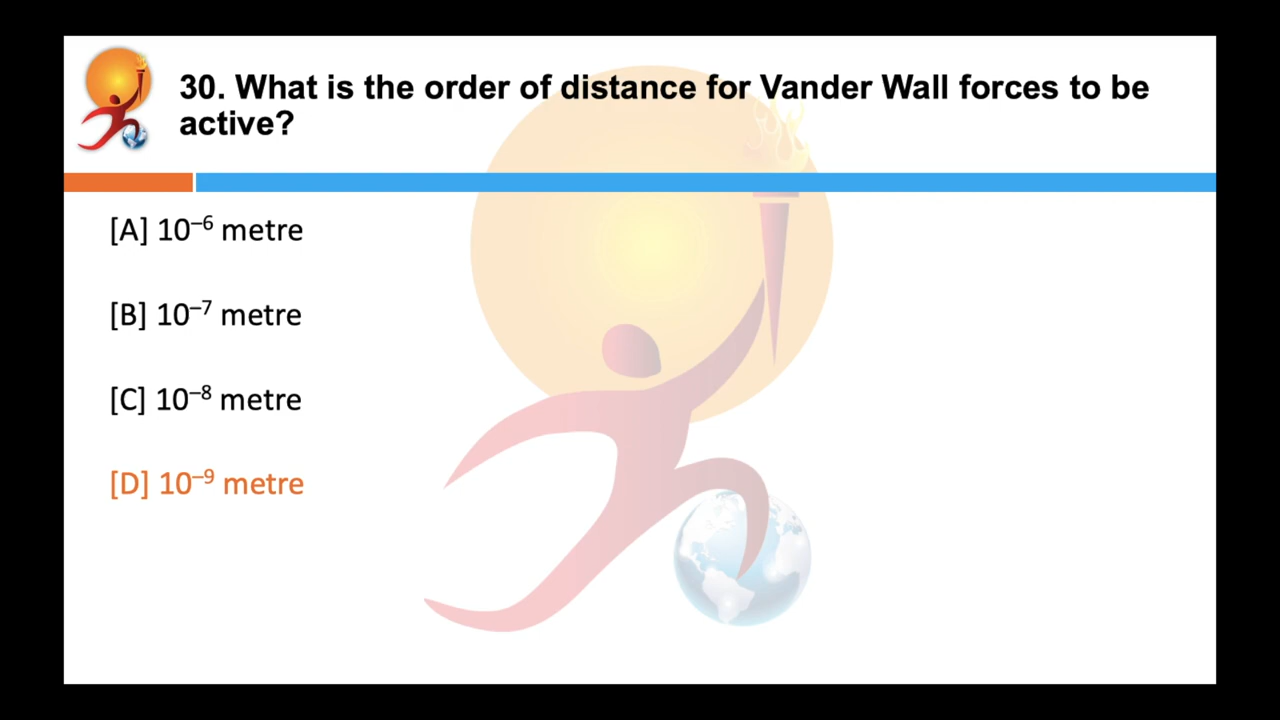 30. What is the order of distance for Vander Wall forces to be
active?
[A] 10⁻⁶ metre
[B] 10⁻⁷ metre
[C] 10⁻⁸ metre
[D] 10⁻⁹ metre